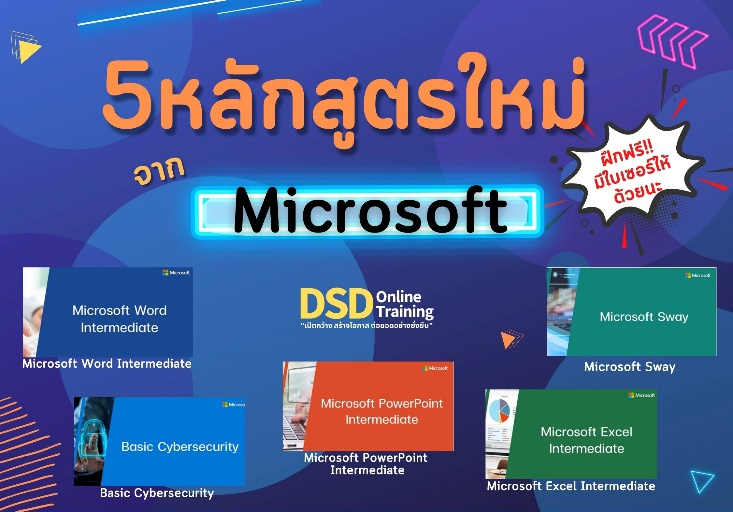 5หลักสูตรใหม่
จาก
Microsoft
ฝึกฟรี!!
มีใบเซอร์ให้
ด้วยนะ
Microsoft
Microsoft Word
Intermediate
Microsoft Word Intermediate
DSD Online
Training
"เปิดกว้าง สร้างโอกาส ต่อยอดอย่างยั่งยืน"
Microsoft
Microsoft Sway
Microsoft Sway
Microsoft
Basic Cybersecurity
Basic Cybersecurity
Microsoft
Microsoft PowerPoint
Intermediate
Microsoft PowerPoint
Intermediate
Microsoft
Microsoft Excel
Intermediate
Microsoft Excel Intermediate